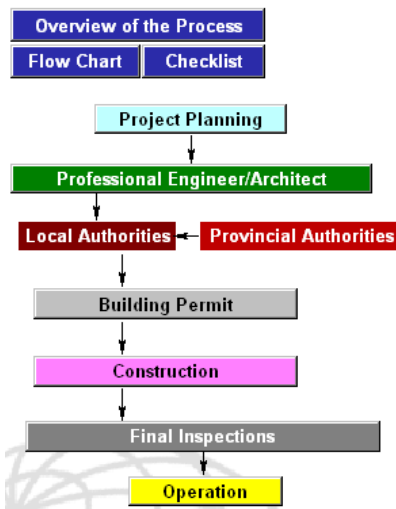 Overview of the Process
Flow Chart
Checklist
Project Planning
Professional Engineer/Architect
Local Authorities
Provincial Authorities
Building Permit
Construction
Final Inspections
Operation